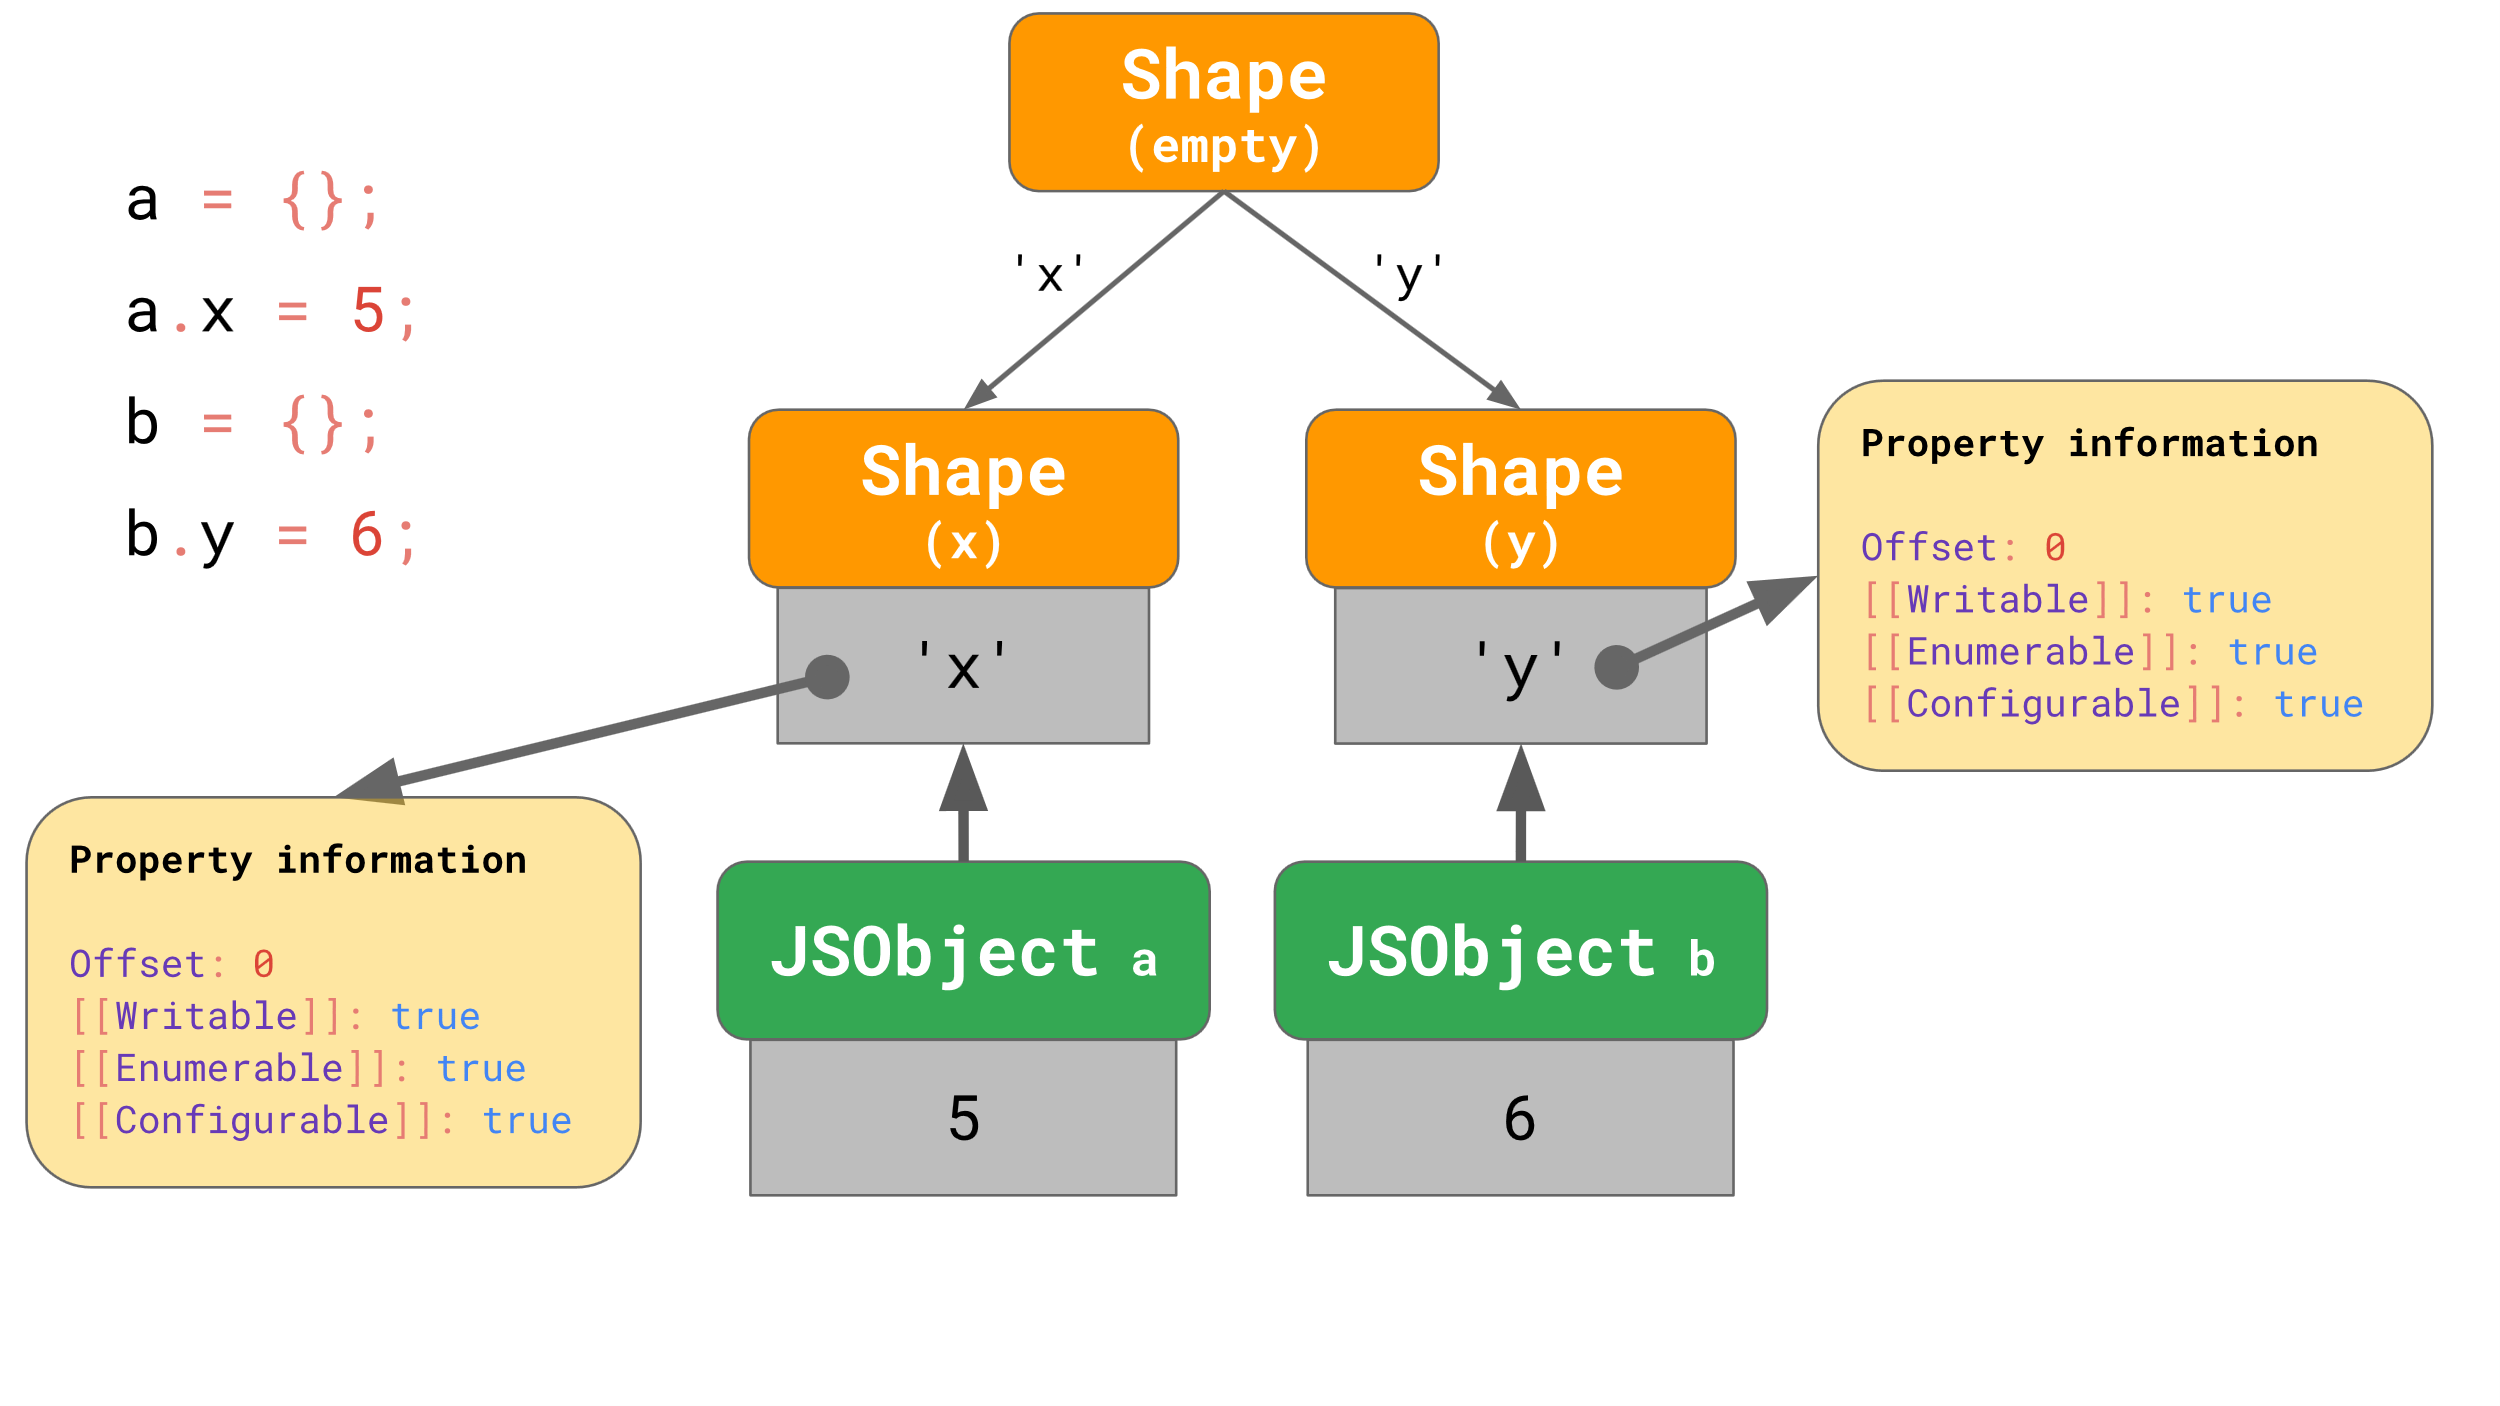 a = {};
a.x = 5;
b = {};
b.y = 6;
Shape
(empty)
'x'
'y'
Shape
(x)
'x'
Shape
(y)
'y'
Property information
Offset: 0
[[Writable]]: true
[[Enumerable]]: true
[[Configurable]]: true
Property information
Offset: 0
[[Writable]]: true
[[Enumerable]]: true
[[Configurable]]: true
JSObject a
5
JSObject b
6